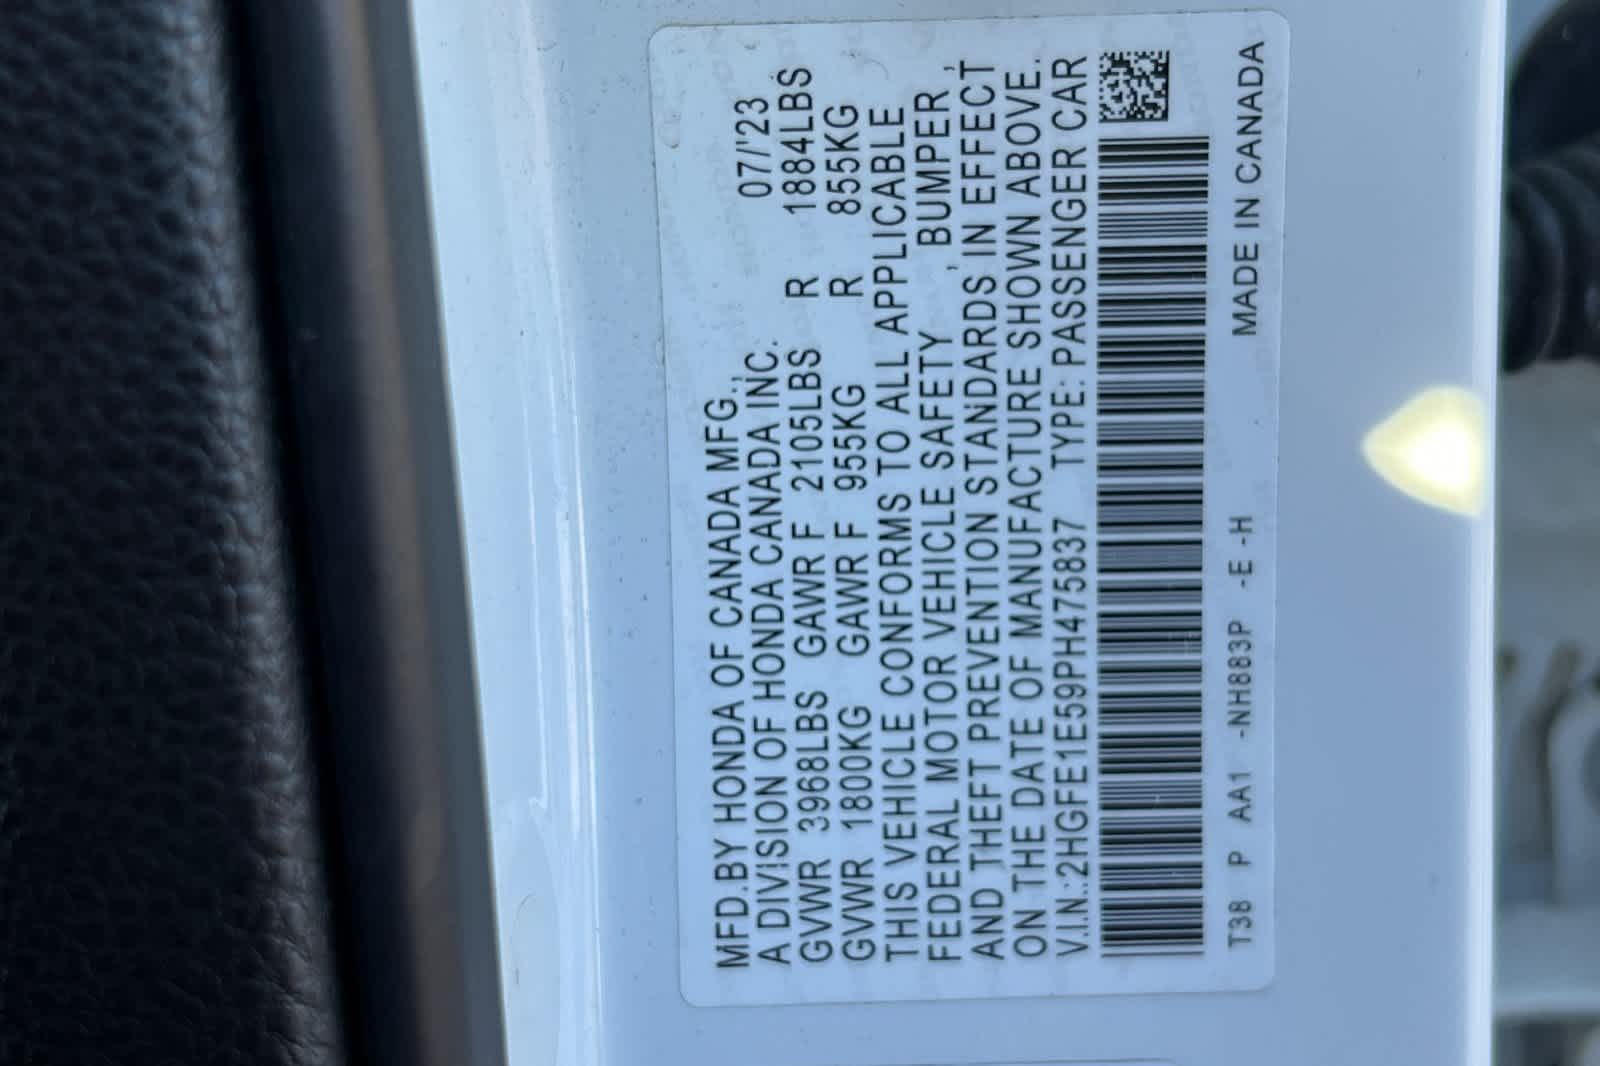 MFD.BY HONDA OF CANADA MFG., 07/'23
A DIVISION OF HONDA CANADA INC.
GVWR 3968LBS GAWR F 2105LBS R 1884LBS
GVWR 1800KG GAWR F 955KG R 855KG
THIS VEHICLE CONFORMS TO ALL APPLICABLE
FEDERAL MOTOR VEHICLE SAFETY , BUMPER ,
AND THEFT PREVENTION STANDARDS IN EFFECT
ON THE DATE OF MANUFACTURE SHOWN ABOVE.
V.I.N.:2HGFE1E59PH475837 TYPE: PASSENGER CAR
T38 P AA1 -NH883P -E -H MADE IN CANADA